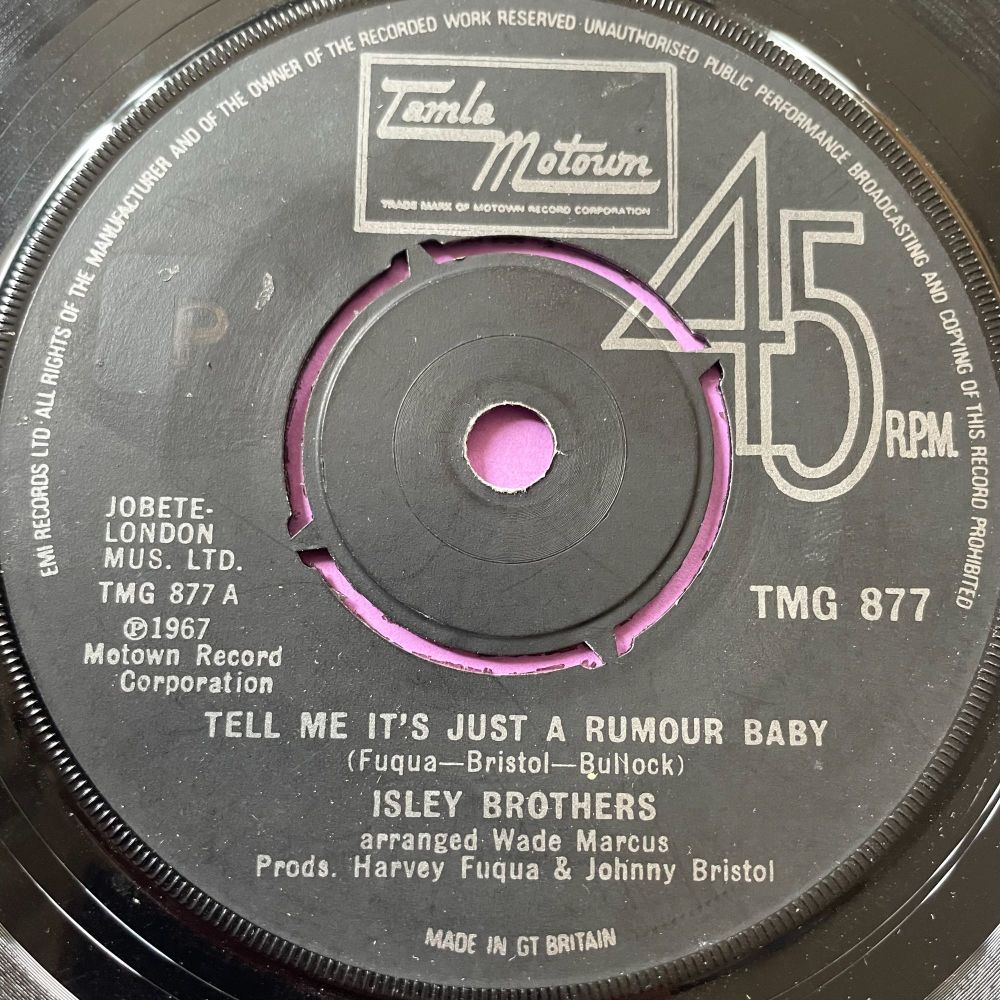 EMI RECORDS LTD · ALL RIGHTS OF THE MANUFACTURER AND OF THE OWNER OF THE RECORDED WORK RESERVED · UNAUTHORISED PUBLIC PERFORMANCE BROADCASTING AND COPYING OF THIS RECORD PROHIBITED
Tamla
Motown
TRADE MARK OF MOTOWN RECORD CORPORATION
45
R.P.M.
P
JOBETE-
LONDON
MUS. LTD.
TMG 877 A
℗1967
Motown Record
Corporation
TMG 877
TELL ME IT'S JUST A RUMOUR BABY
(Fuqua—Bristol—Bullock)
ISLEY BROTHERS
arranged Wade Marcus
Prods. Harvey Fuqua & Johnny Bristol
MADE IN GT BRITAIN